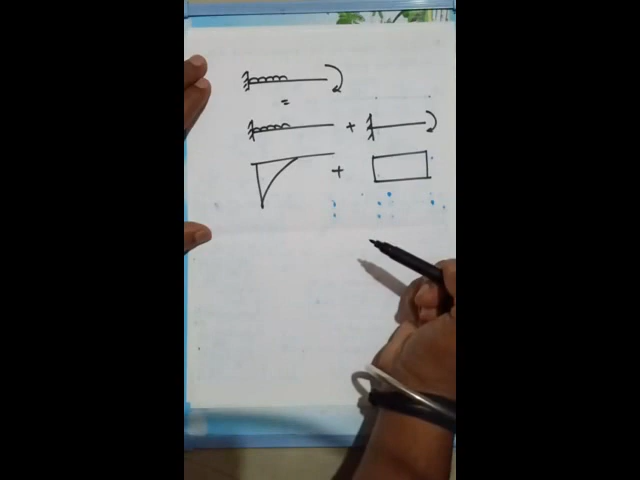 =
+
+